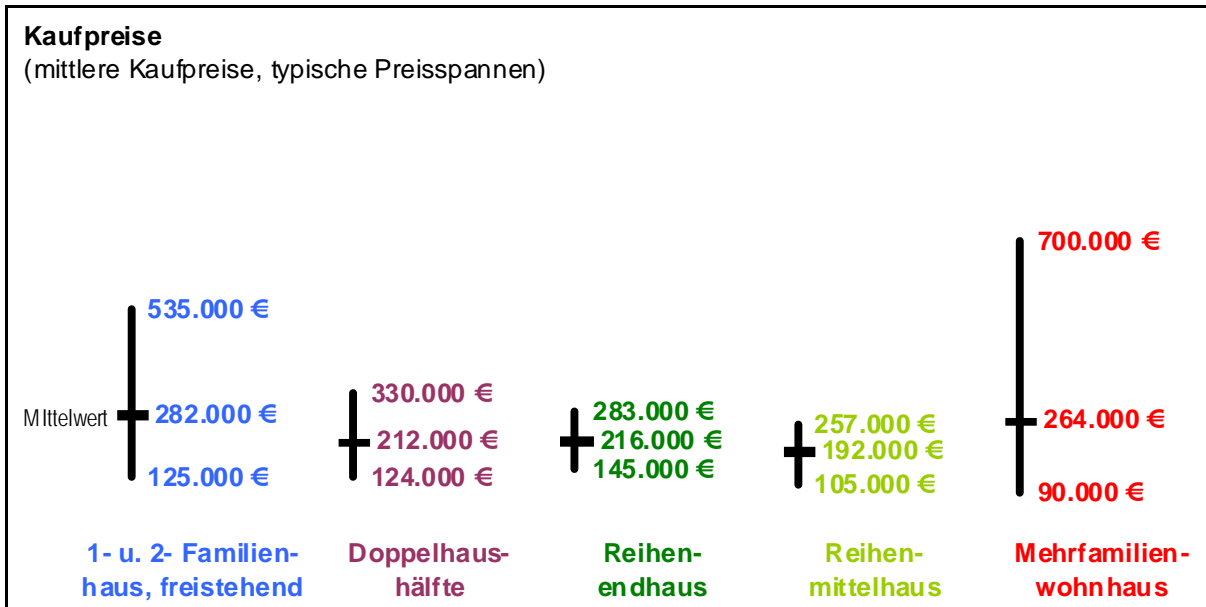 Kaufpreise
(mittlere Kaufpreise, typische Preisspannen)
700.000 €
535.000 €
330.000 €
283.000 €
257.000 €
MIttelwert
282.000 €
212.000 €
216.000 €
192.000 €
264.000 €
125.000 €
124.000 €
145.000 €
105.000 €
90.000 €
1- u. 2- Familien-
haus, freistehend
Doppelhaus-
hälfte
Reihen-
endhaus
Reihen-
mittelhaus
Mehrfamilien-
wohnhaus